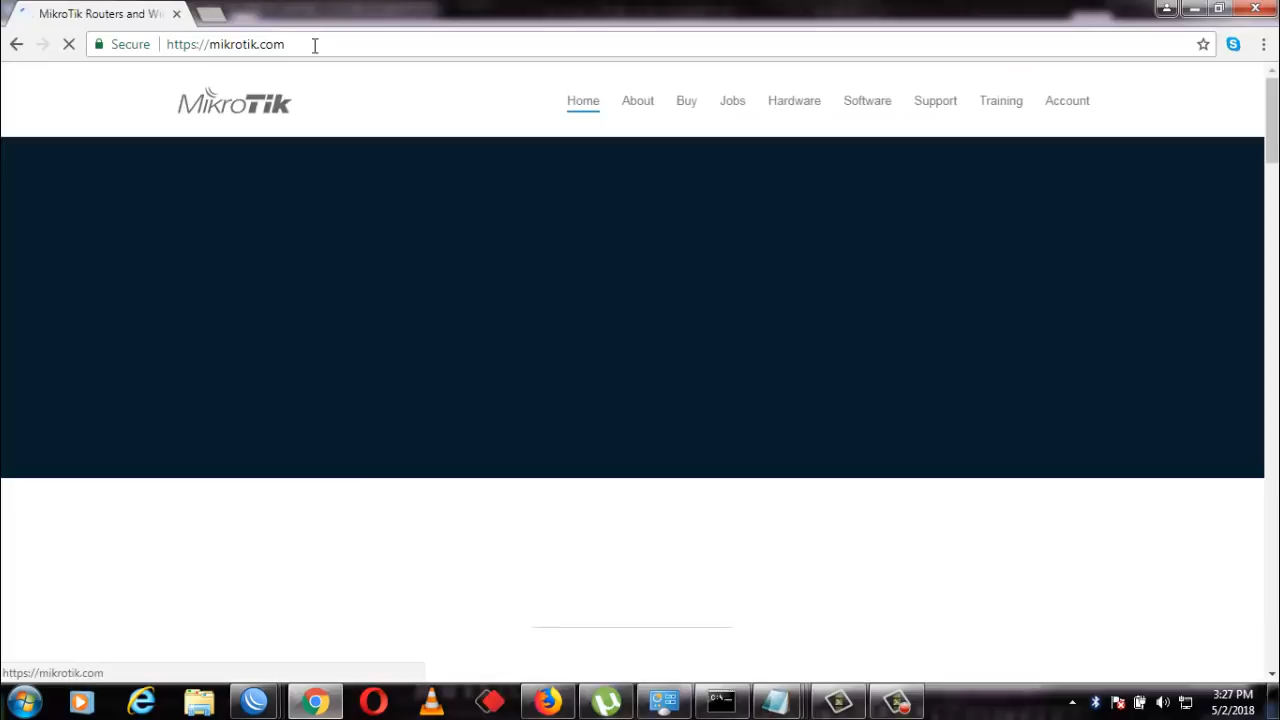 MikroTik Routers and Wi
Secure https://mikrotik.com
MikroTik
Home About Buy Jobs Hardware Software Support Training Account
https://mikrotik.com
3:27 PM
5/2/2018